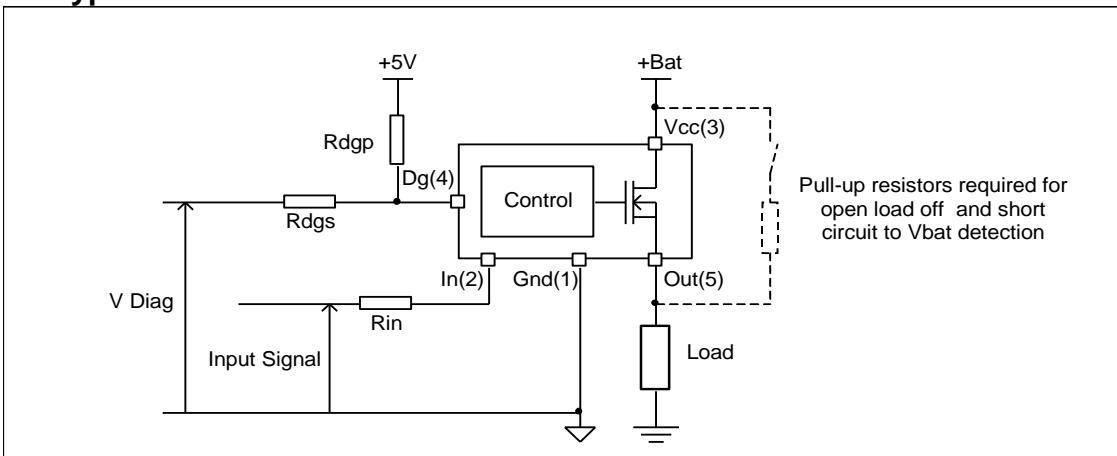 +5V
+Bat
Rdgp
Vcc(3)
Dg(4)
Control
Rdgs
Pull-up resistors required for
open load off and short
circuit to Vbat detection
In(2)
Gnd(1)
Out(5)
V Diag
Rin
Input Signal
Load